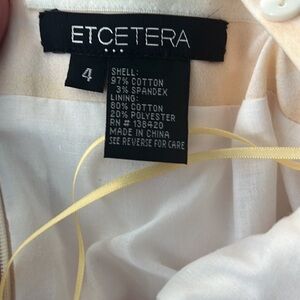 ETCETERA
4
SHELL:
97% COTTON
3% SPANDEX
LINING:
80% COTTON
20% POLYESTER
RN # 138420
MADE IN CHINA
SEE REVERSE FOR CARE